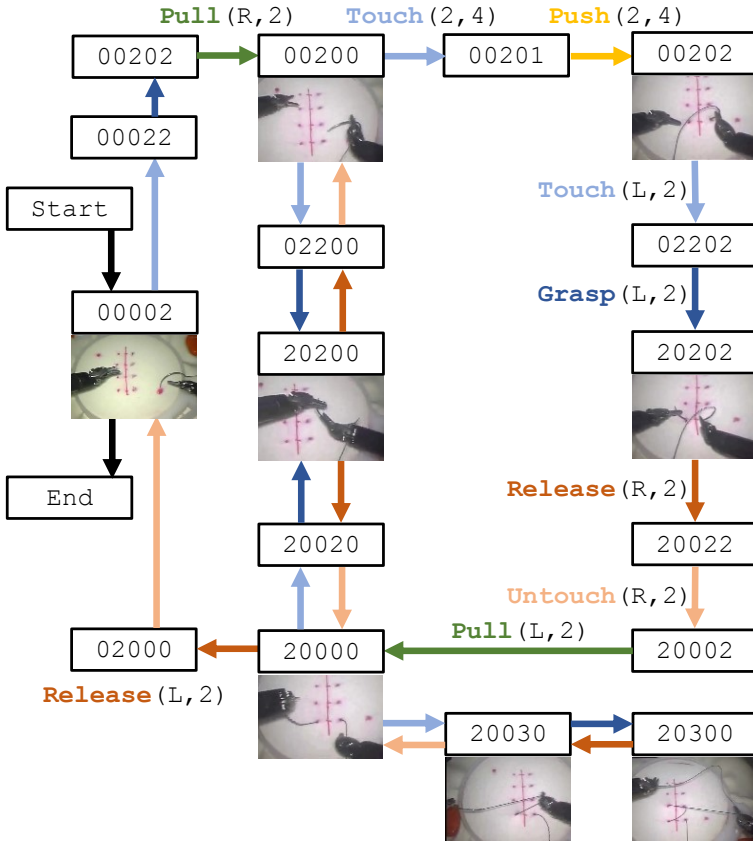 Pull(R,2) Touch(2,4) Push(2,4)
00202 00200 00201 00202
00022
Touch(L,2)
Start
02200 02202
Grasp(L,2)
00002
20200 20202
Release(R,2)
End
20020 20022
Untouch(R,2)
Pull(L,2)
02000 20000 20002
Release(L,2)
20030 20300